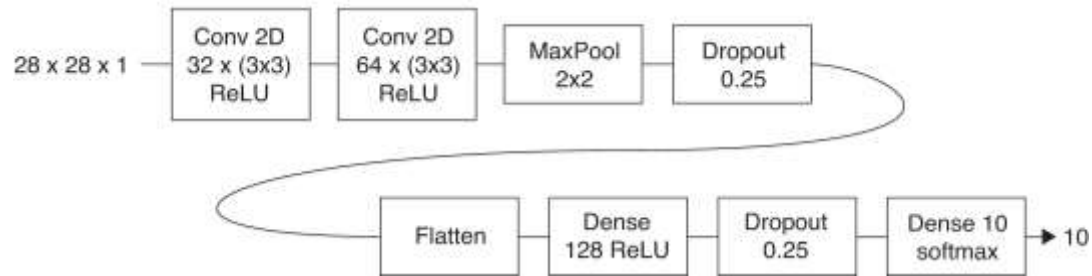 28 x 28 x 1
Conv 2D
32 x (3x3)
ReLU
Conv 2D
64 x (3x3)
ReLU
MaxPool
2x2
Dropout
0.25
Flatten
Dense
128 ReLU
Dropout
0.25
Dense 10
softmax
10